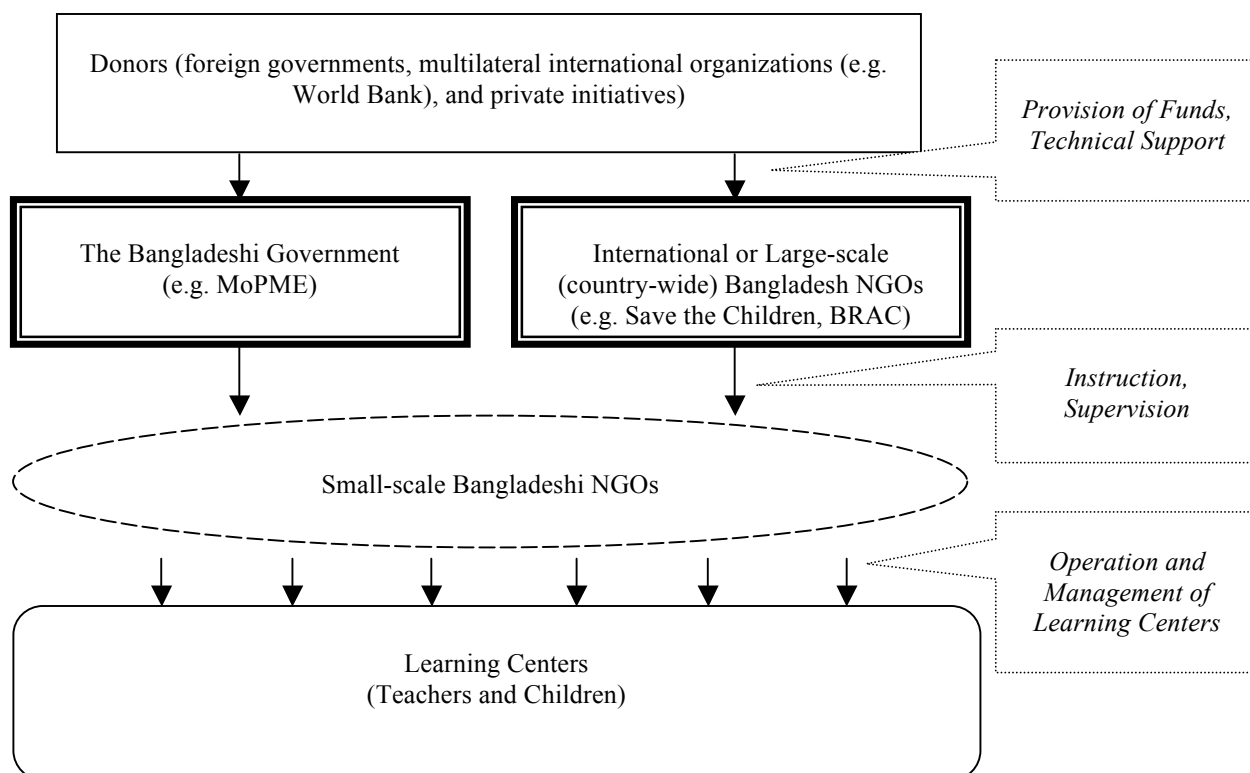 Donors (foreign governments, multilateral international organizations (e.g.
World Bank), and private initiatives)
Provision of Funds,
Technical Support
The Bangladeshi Government
(e.g. MoPME)
International or Large-scale
(country-wide) Bangladesh NGOs
(e.g. Save the Children, BRAC)
Instruction,
Supervision
Small-scale Bangladeshi NGOs
Operation and
Management of
Learning Centers
Learning Centers
(Teachers and Children)